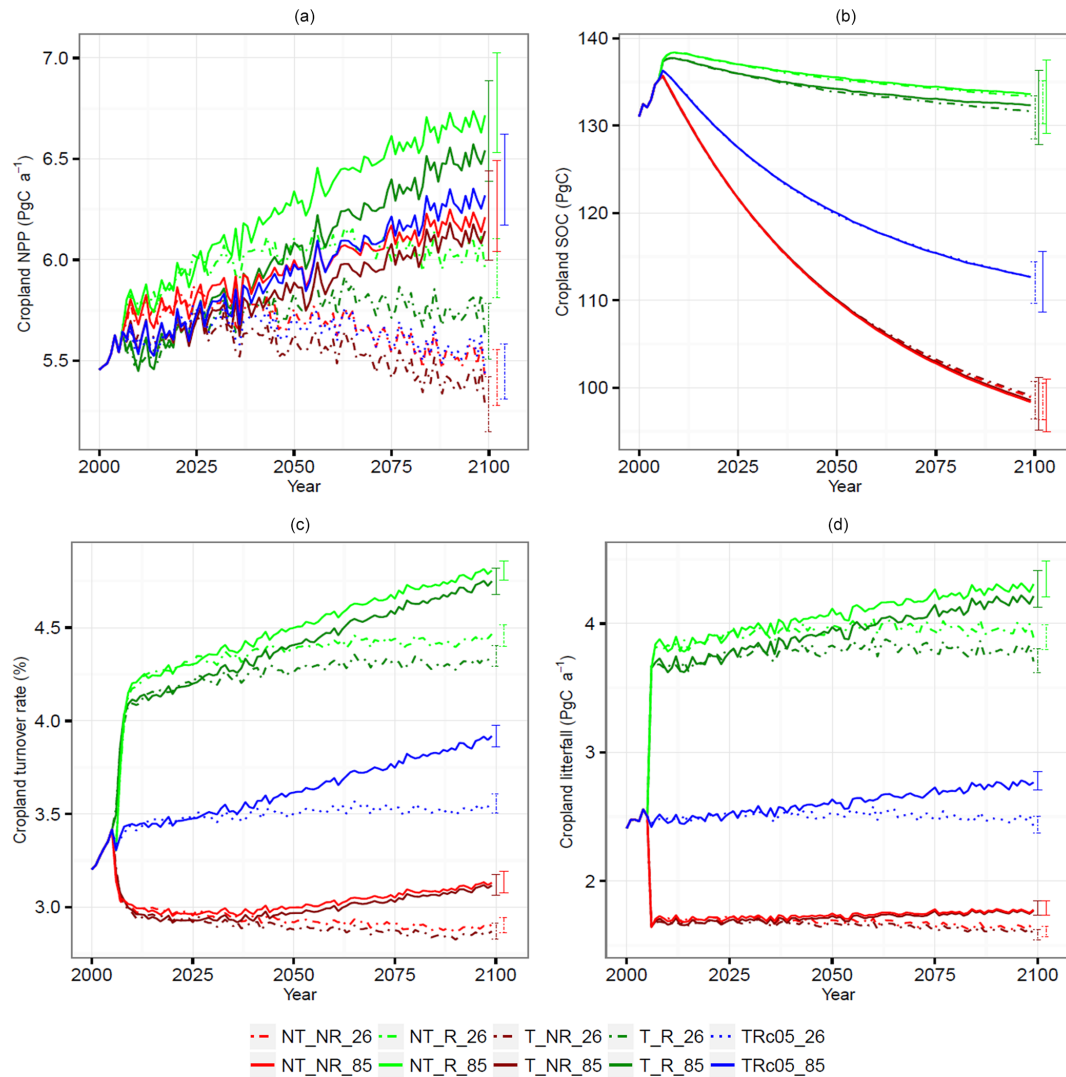 (a)
7.0
6.5
6.0
5.5
Cropland NPP (PgC a⁻¹)
2000 2025 2050 2075 2100
Year
(b)
140
130
120
110
100
Cropland SOC (PgC)
2000 2025 2050 2075 2100
Year
(c)
4.5
4.0
3.5
3.0
Cropland turnover rate (%)
2000 2025 2050 2075 2100
Year
(d)
4
3
2
Cropland litterfall (PgC a⁻¹)
2000 2025 2050 2075 2100
Year
NT_NR_26 NT_R_26 T_NR_26 T_R_26 TRc05_26
NT_NR_85 NT_R_85 T_NR_85 T_R_85 TRc05_85